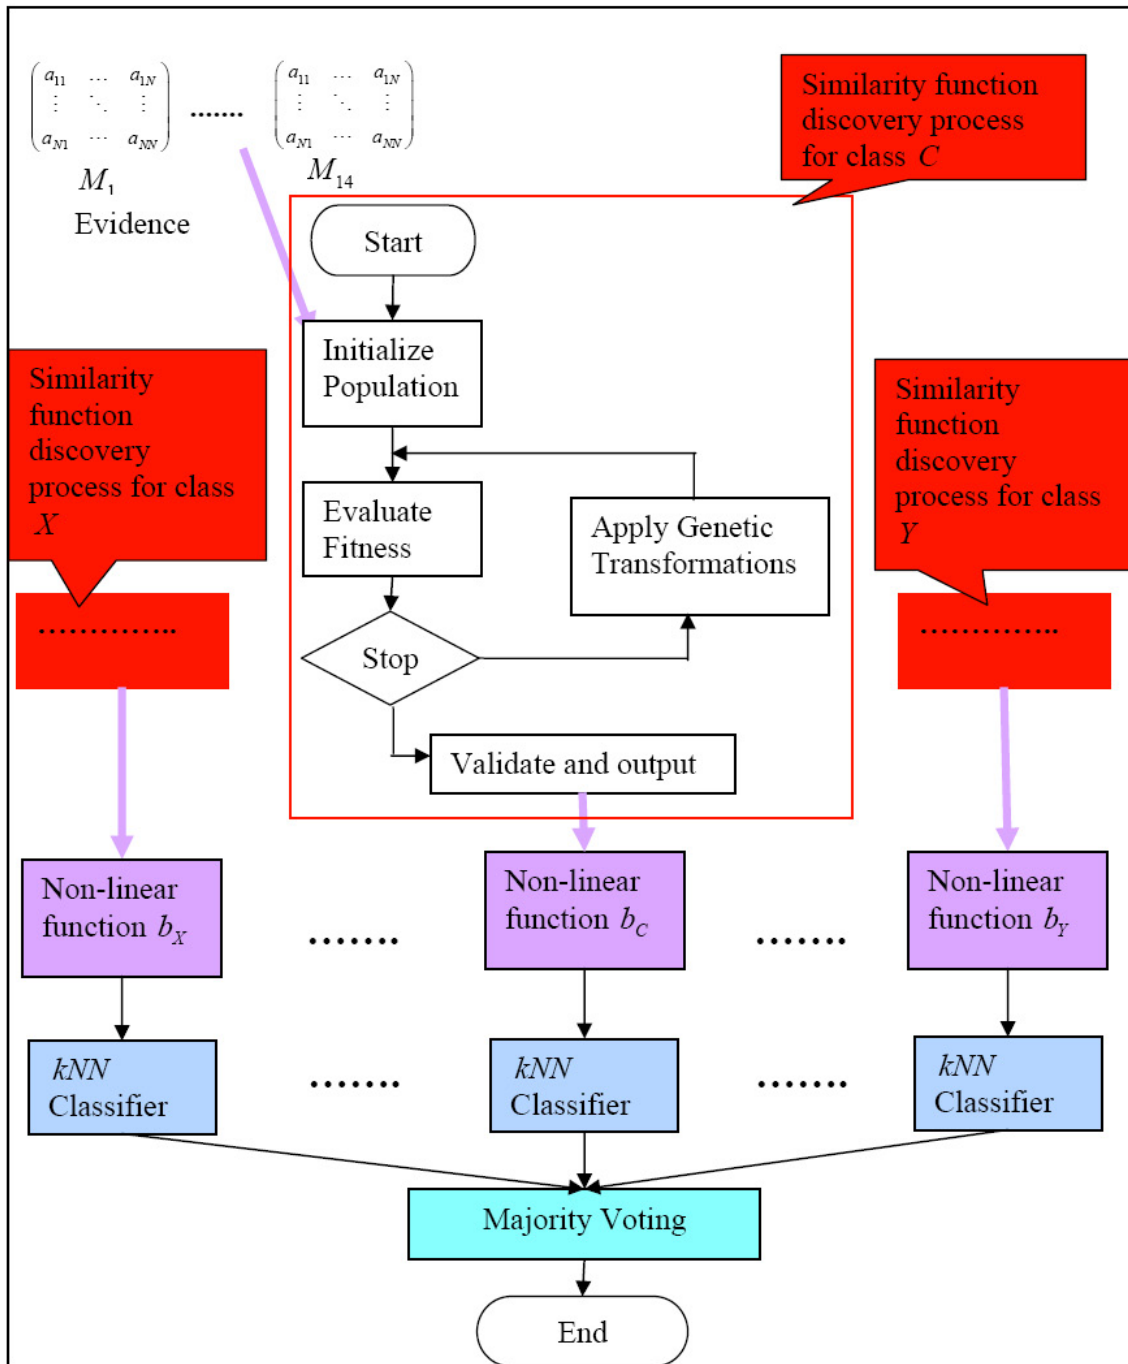 a11 … a1N
⋮ ⋱ ⋮
aN1 … aNN
.......
a11 … a1N
⋮ ⋱ ⋮
aN1 … aNN
M1
M14
Evidence
Similarity function
discovery process
for class C
Start
Initialize
Population
Similarity
function
discovery
process for class
X
Similarity
function
discovery
process for class
Y
Evaluate
Fitness
Apply Genetic
Transformations
..............
..............
Stop
Validate and output
Non-linear
function bX
.......
Non-linear
function bC
.......
Non-linear
function bY
kNN
Classifier
.......
kNN
Classifier
.......
kNN
Classifier
Majority Voting
End